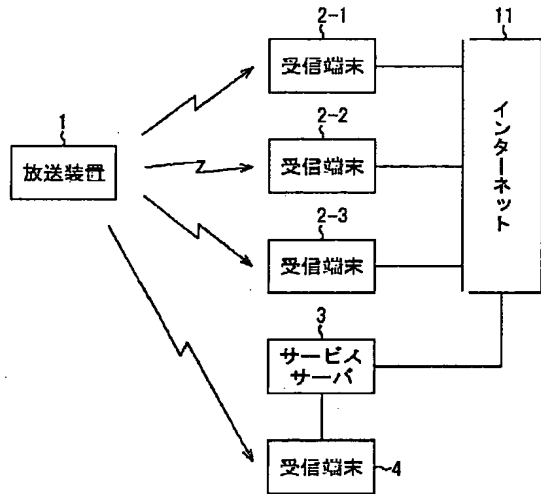 2-1
受信端末
11
インターネット
1
放送装置
2-2
受信端末
2-3
受信端末
3
サービス
サーバ
受信端末
4